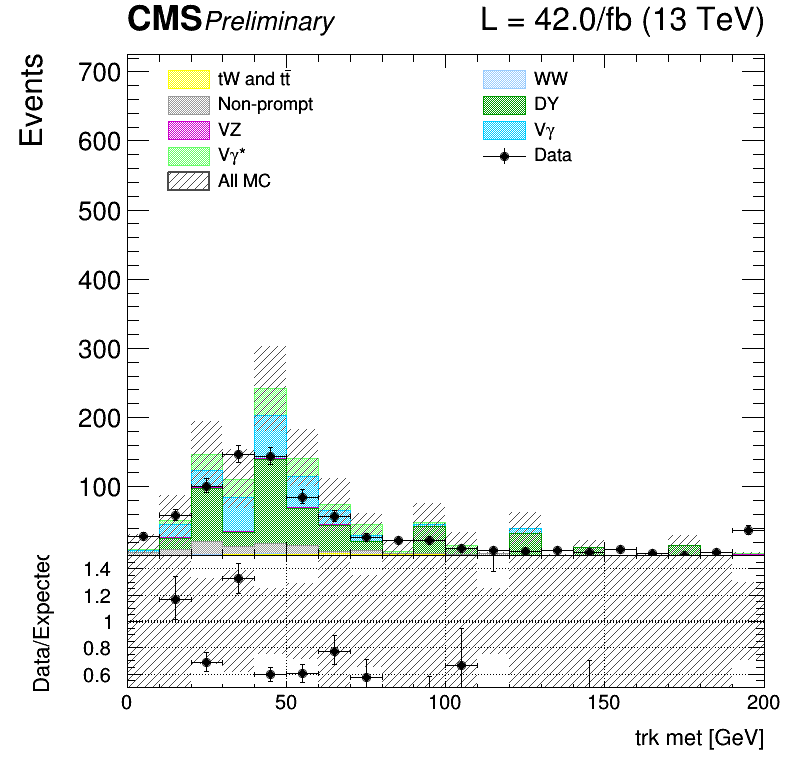 CMS Preliminary L = 42.0/fb (13 TeV)
Events
700
600
500
400
300
200
100
tW and tt̄
Non-prompt
VZ
Vγ*
All MC
WW
DY
Vγ
Data
Data/Expected
1.4
1.2
1
0.8
0.6
0 50 100 150 200
trk met [GeV]